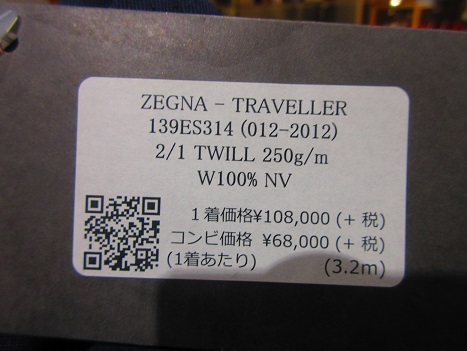 ZEGNA - TRAVELLER
139ES314 (012-2012)
2/1 TWILL 250g/m
W100% NV
1着価格¥108,000 (+ 税)
コンビ価格 ¥68,000 (+ 税)
(1着あたり) (3.2m)